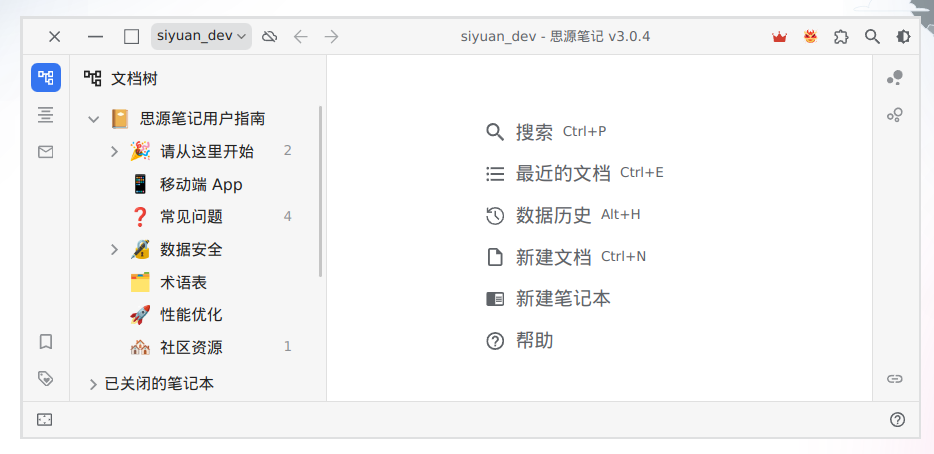 siyuan_dev
siyuan_dev - 思源笔记 v3.0.4
文档树
思源笔记用户指南
请从这里开始 2
移动端 App
常见问题 4
数据安全
术语表
性能优化
社区资源 1
已关闭的笔记本
搜索 Ctrl+P
最近的文档 Ctrl+E
数据历史 Alt+H
新建文档 Ctrl+N
新建笔记本
帮助